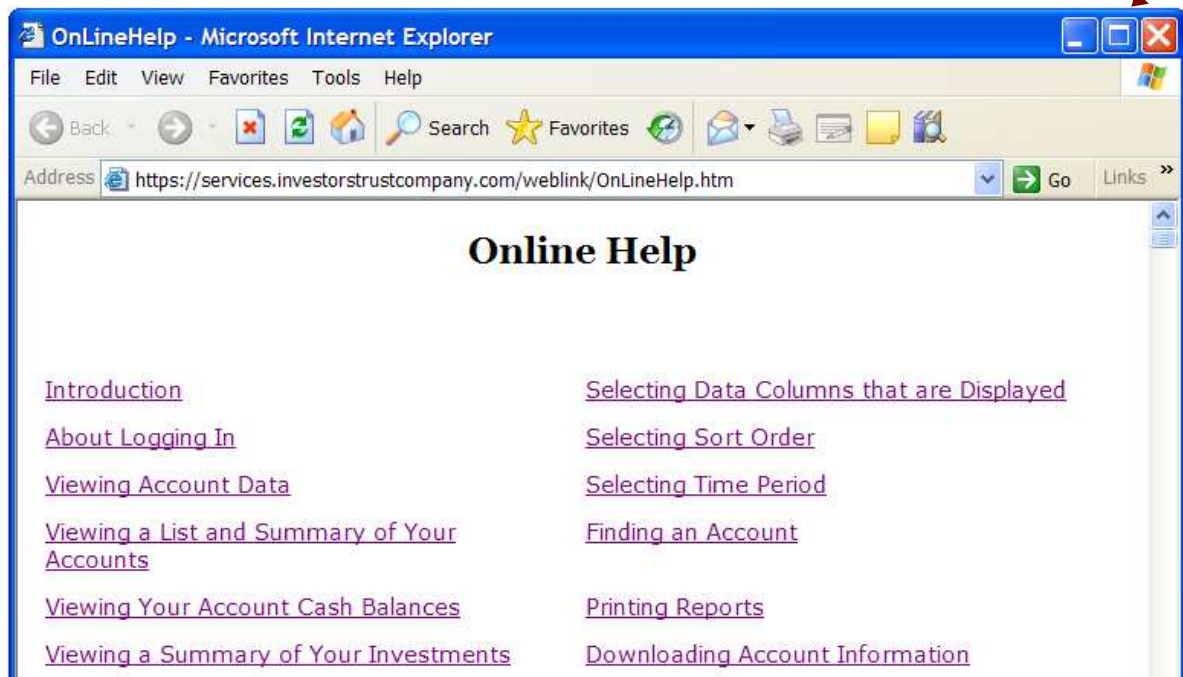 OnLineHelp - Microsoft Internet Explorer
File Edit View Favorites Tools Help
Back Search Favorites
Address https://services.investorstrustcompany.com/weblink/OnLineHelp.htm Go Links »
Online Help
Introduction
Selecting Data Columns that are Displayed
About Logging In
Selecting Sort Order
Viewing Account Data
Selecting Time Period
Viewing a List and Summary of Your
Accounts
Finding an Account
Viewing Your Account Cash Balances
Printing Reports
Viewing a Summary of Your Investments
Downloading Account Information